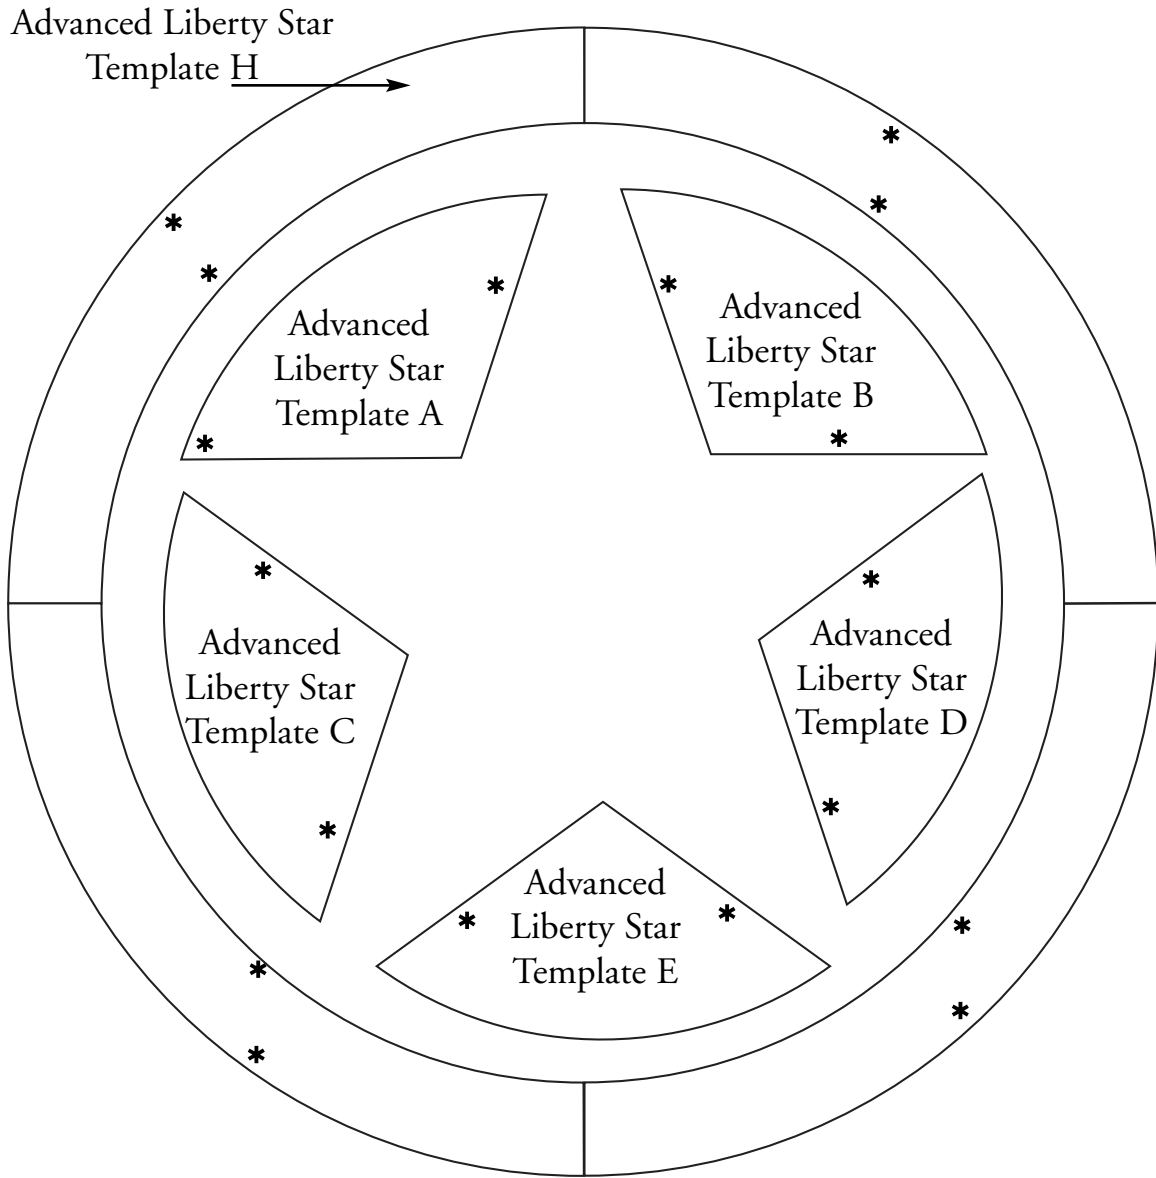 Advanced Liberty Star
Template H
Advanced
Liberty Star
Template A
Advanced
Liberty Star
Template B
Advanced
Liberty Star
Template C
Advanced
Liberty Star
Template D
Advanced
Liberty Star
Template E